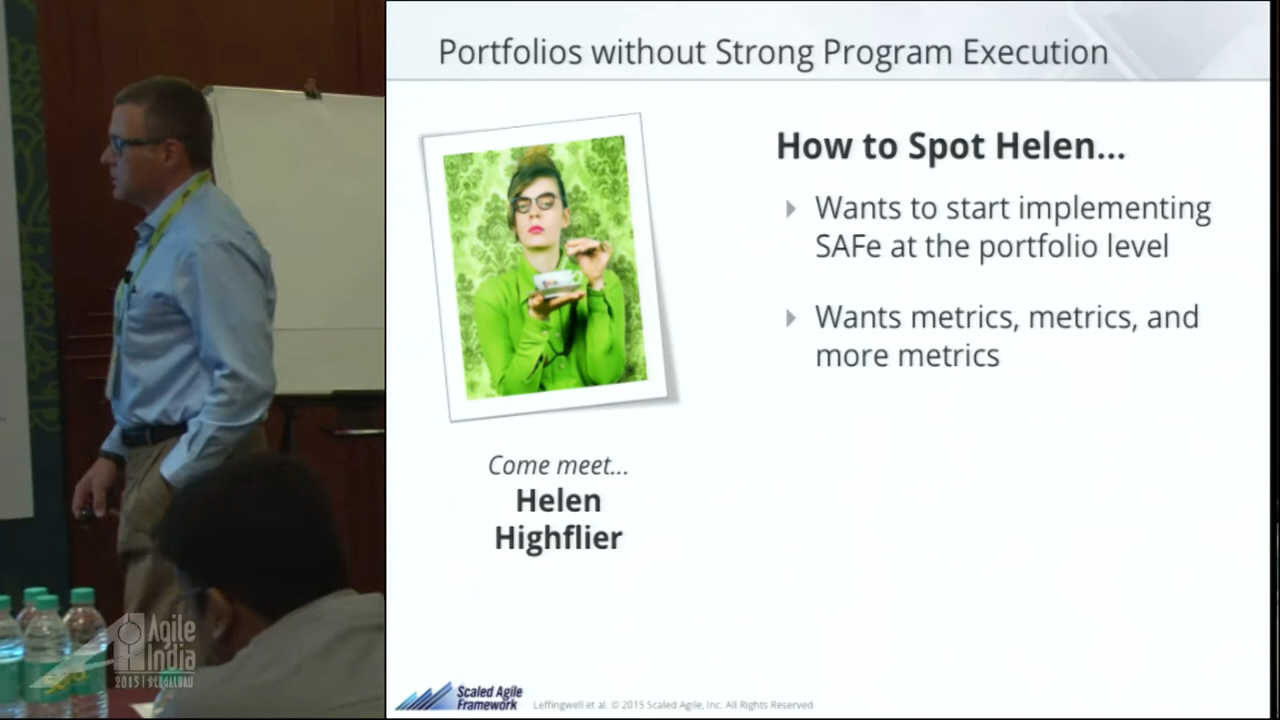 Portfolios without Strong Program Execution
How to Spot Helen...
Wants to start implementing
SAFe at the portfolio level
Wants metrics, metrics, and
more metrics
Come meet...
Helen
Highflier
Agile
India
2015 | BENGALURU
Scaled Agile
Framework
Leffingwell et al. © 2015 Scaled Agile, Inc. All Rights Reserved